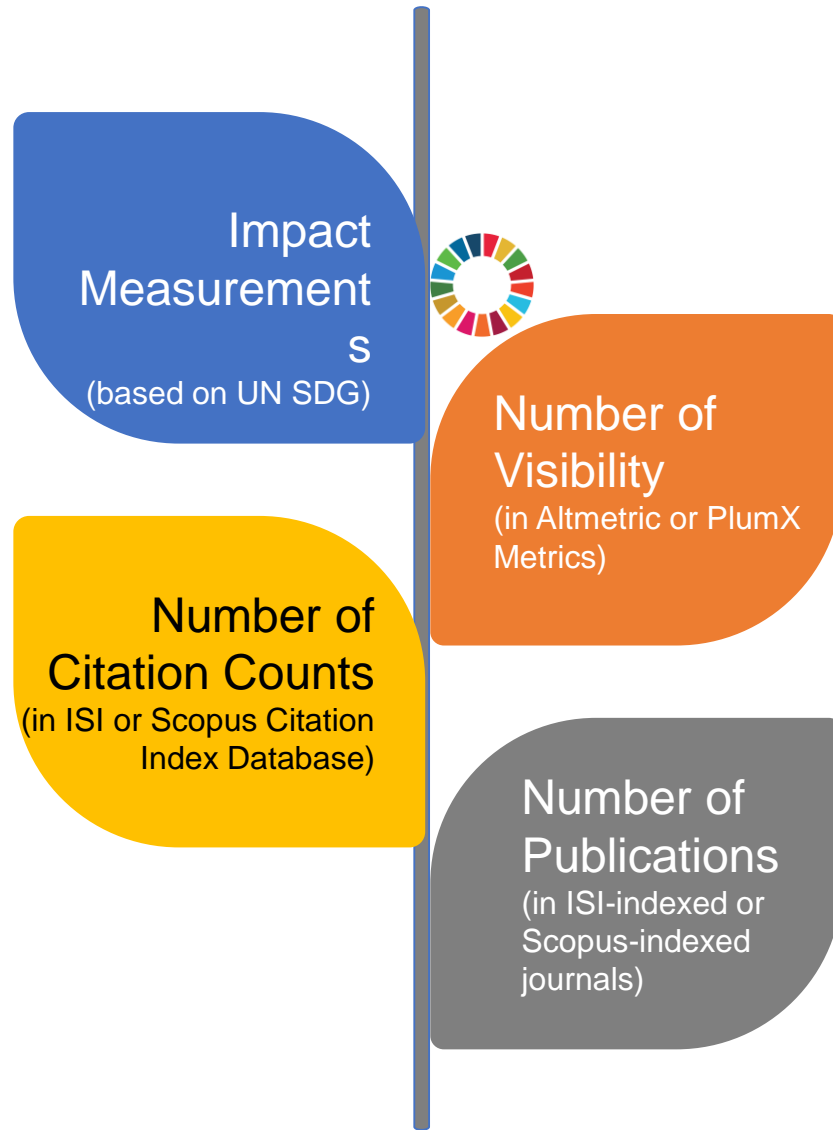 Impact
Measurement
s
(based on UN SDG)
Number of
Visibility
(in Altmetric or PlumX
Metrics)
Number of
Citation Counts
(in ISI or Scopus Citation
Index Database)
Number of
Publications
(in ISI-indexed or
Scopus-indexed
journals)